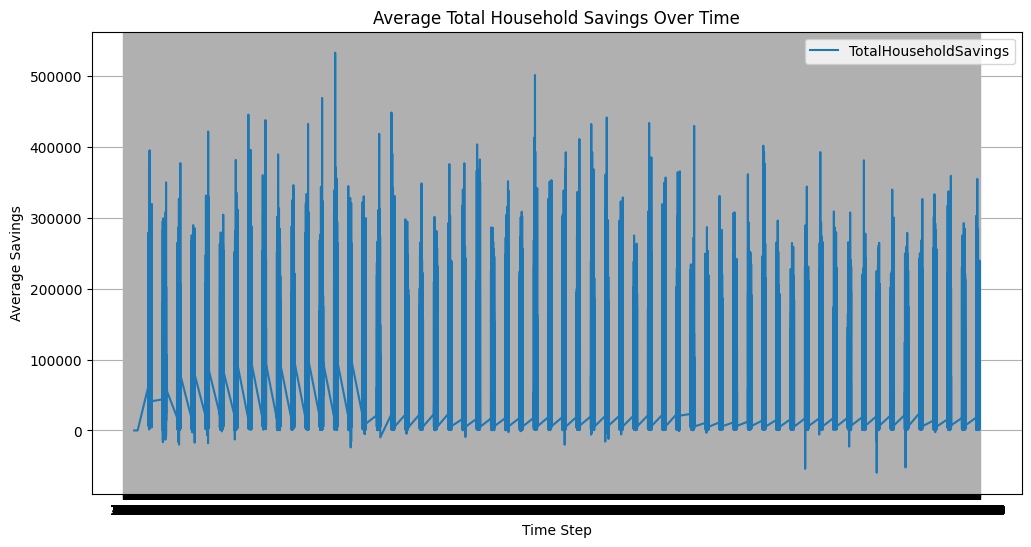 Average Total Household Savings Over Time
TotalHouseholdSavings
500000
400000
300000
200000
100000
0
Average Savings
Time Step